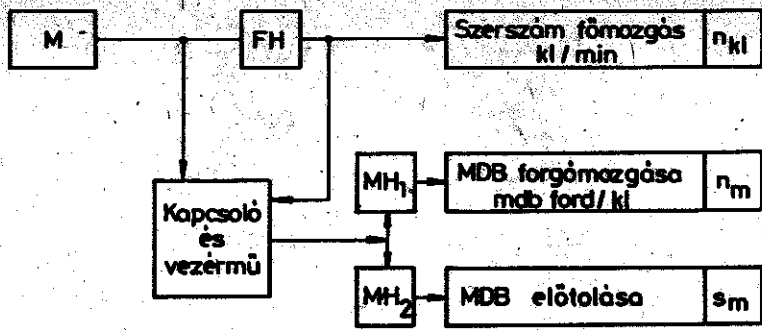 M
FH
Szerszám főmozgás
kl / min
n_kl
Kapcsoló
és
vezérmű
MH₁
MDB forgómozgása
mdb ford / kl
n_m
MH₂
MDB előtolása
s_m